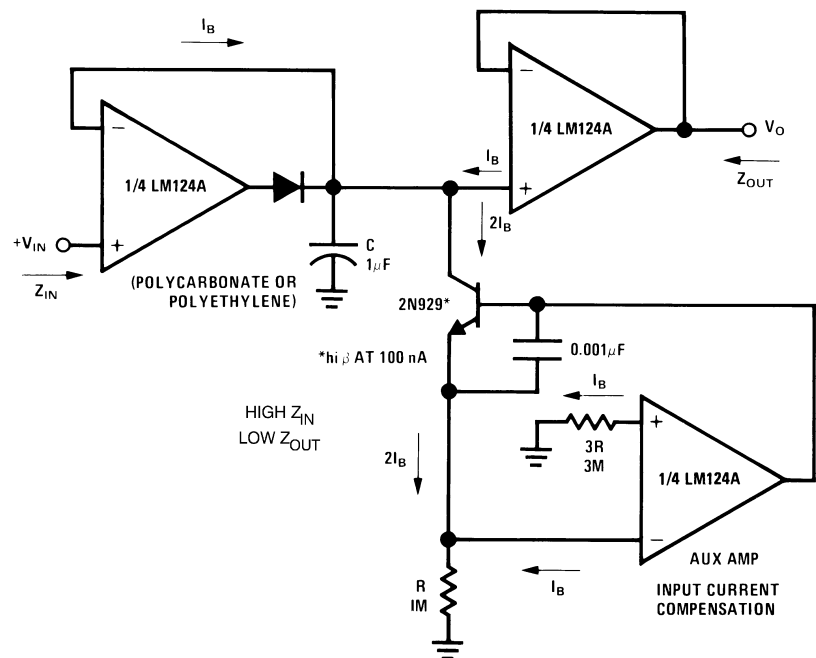 I_B
−
1/4 LM124A
+V_IN
+
Z_IN
C
1μF
(POLYCARBONATE OR
POLYETHYLENE)
−
1/4 LM124A
+
I_B
V_O
Z_OUT
2I_B
2N929*
*hi β AT 100 nA
0.001μF
HIGH Z_IN
LOW Z_OUT
I_B
3R
3M
+
1/4 LM124A
−
2I_B
I_B
R
1M
AUX AMP
INPUT CURRENT
COMPENSATION